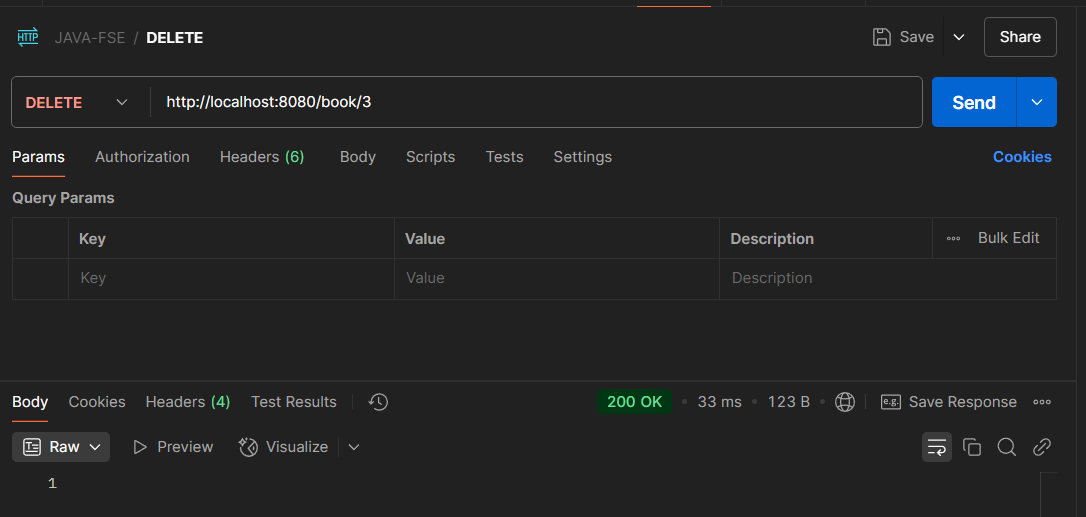 HTTP JAVA-FSE / DELETE Save Share
DELETE http://localhost:8080/book/3 Send
Params Authorization Headers (6) Body Scripts Tests Settings Cookies
Query Params
Key Value Description Bulk Edit
Key Value Description
Body Cookies Headers (4) Test Results 200 OK 33 ms 123 B e.g. Save Response
Raw Preview Visualize
1